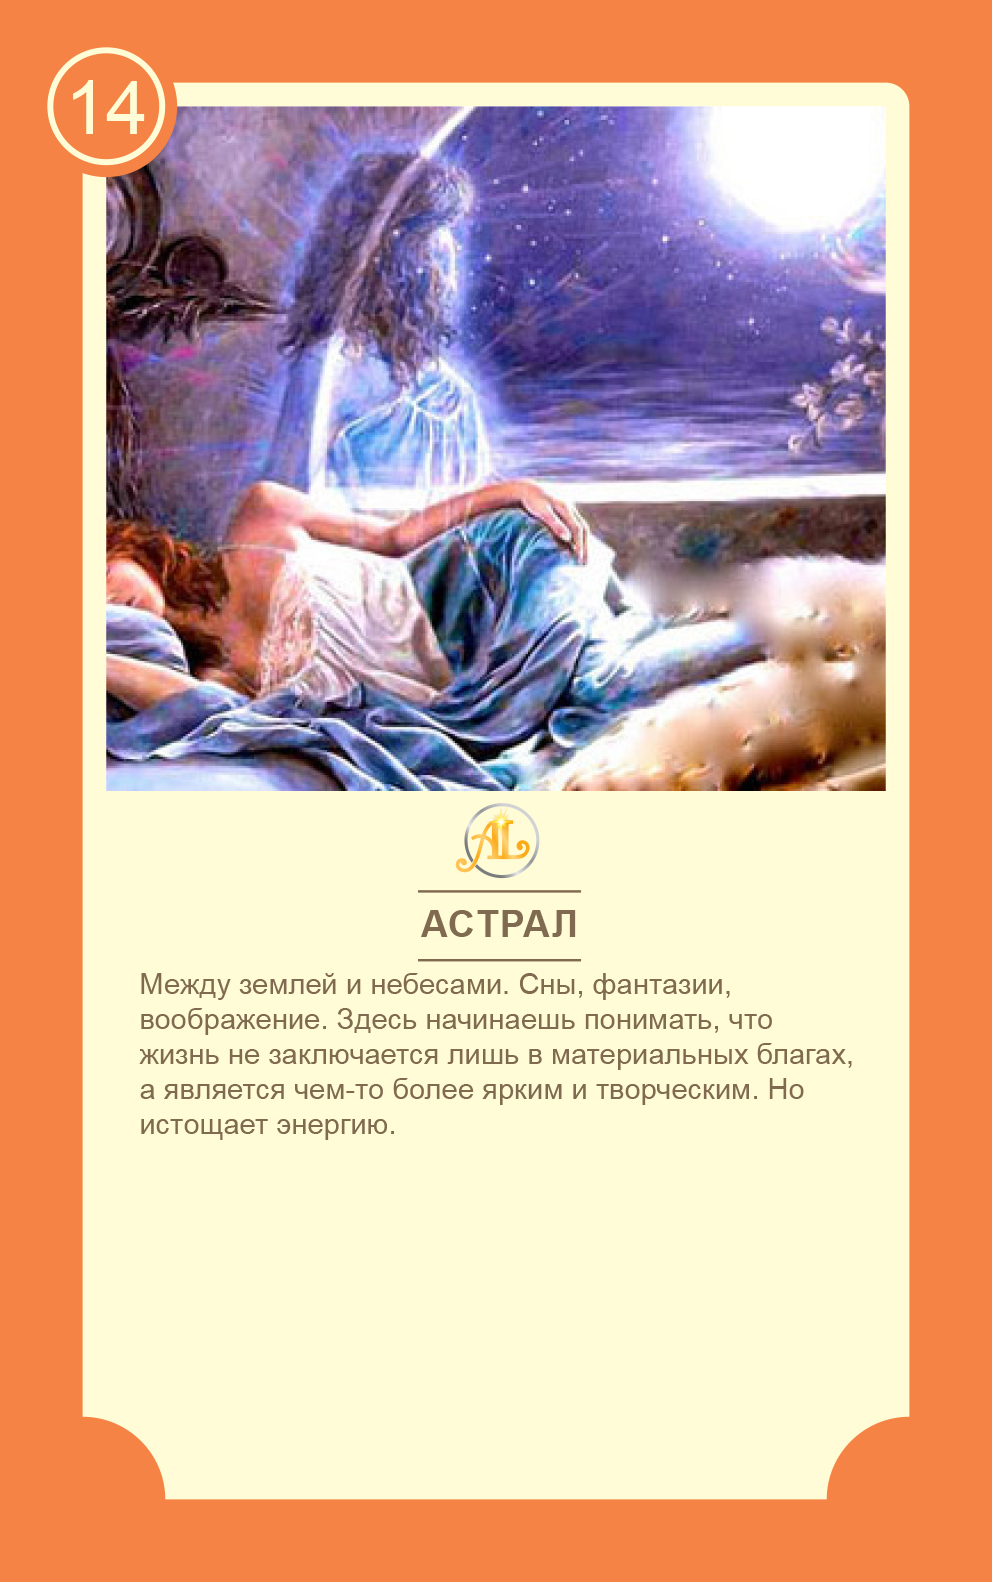 14
AL
АСТРАЛ
Между землей и небесами. Сны, фантазии,
воображение. Здесь начинаешь понимать, что
жизнь не заключается лишь в материальных благах,
а является чем-то более ярким и творческим. Но
истощает энергию.